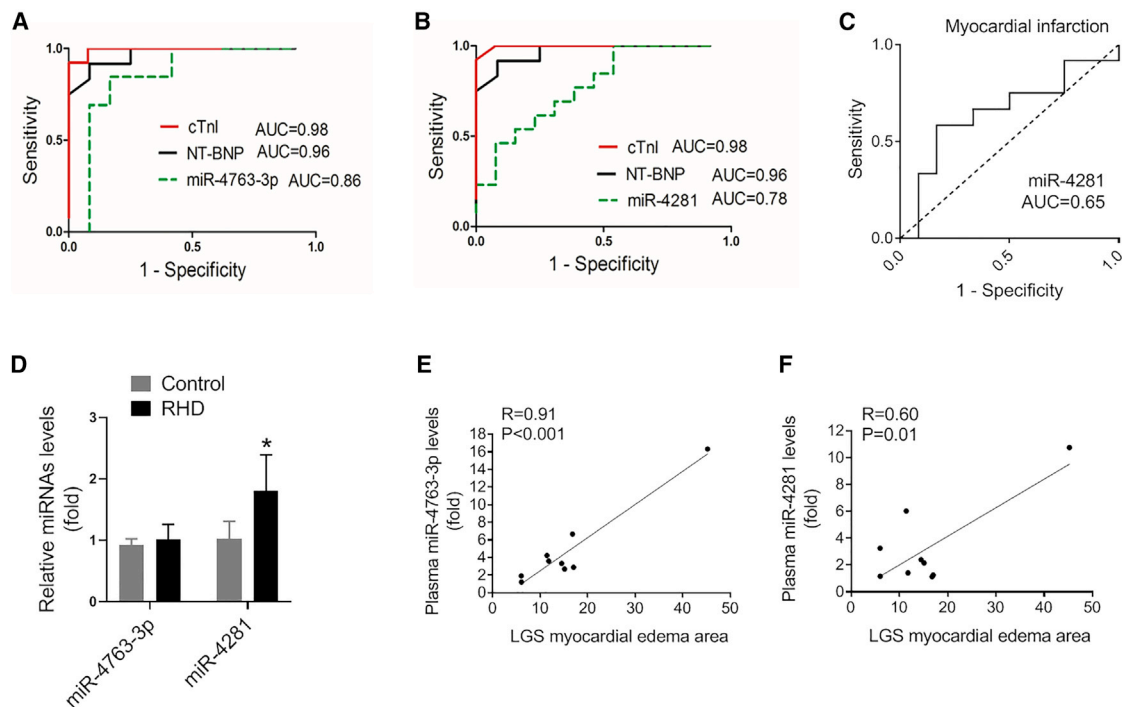 A
1.0
0.5
0.0
Sensitivity
cTnI AUC=0.98
NT-BNP AUC=0.96
miR-4763-3p AUC=0.86
0.0 0.5 1.0
1 - Specificity
B
1.0
0.5
0.0
Sensitivity
cTnI AUC=0.98
NT-BNP AUC=0.96
miR-4281 AUC=0.78
0.0 0.5 1.0
1 - Specificity
C
Myocardial infarction
1.0
0.5
0.0
Sensitivity
miR-4281
AUC=0.65
0.0 0.5 1.0
1 - Specificity
D
Control
RHD
3
2
1
0
Relative miRNAs levels
(fold)
*
miR-4763-3p miR-4281
E
R=0.91
P<0.001
18
16
14
12
10
8
6
4
2
0
Plasma miR-4763-3p levels
(fold)
0 10 20 30 40 50
LGS myocardial edema area
F
R=0.60
P=0.01
12
10
8
6
4
2
0
Plasma miR-4281 levels
(fold)
0 10 20 30 40 50
LGS myocardial edema area